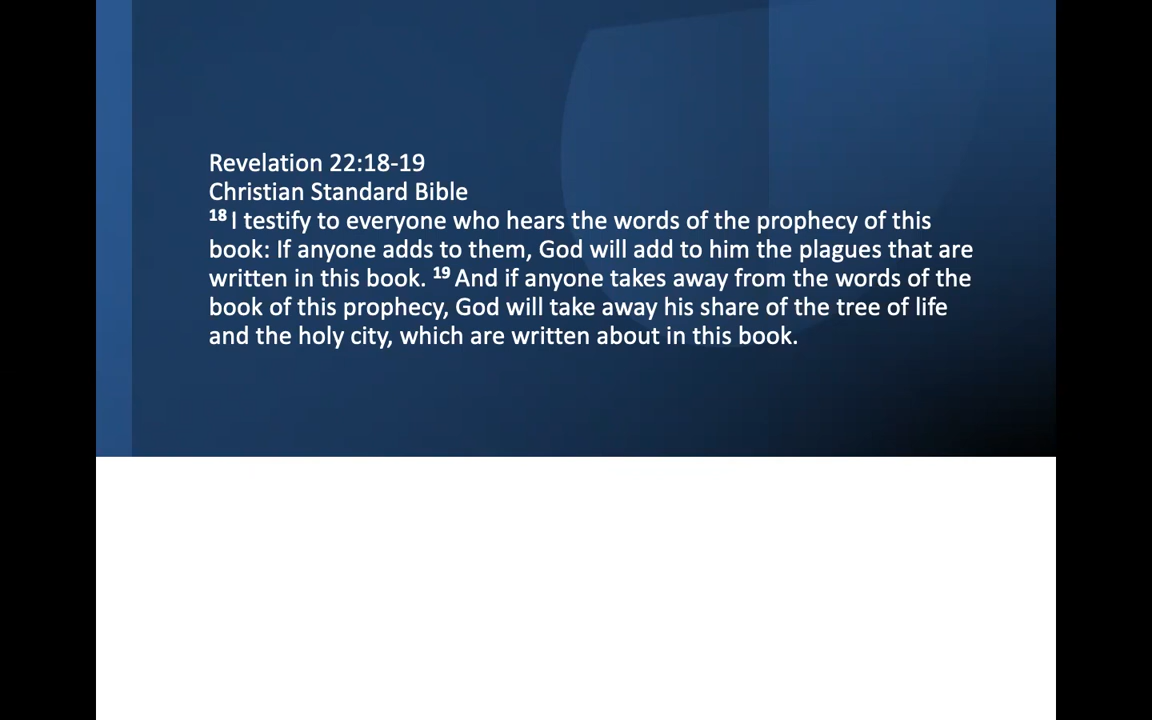 Revelation 22:18-19
Christian Standard Bible
18 I testify to everyone who hears the words of the prophecy of this
book: If anyone adds to them, God will add to him the plagues that are
written in this book. 19 And if anyone takes away from the words of the
book of this prophecy, God will take away his share of the tree of life
and the holy city, which are written about in this book.